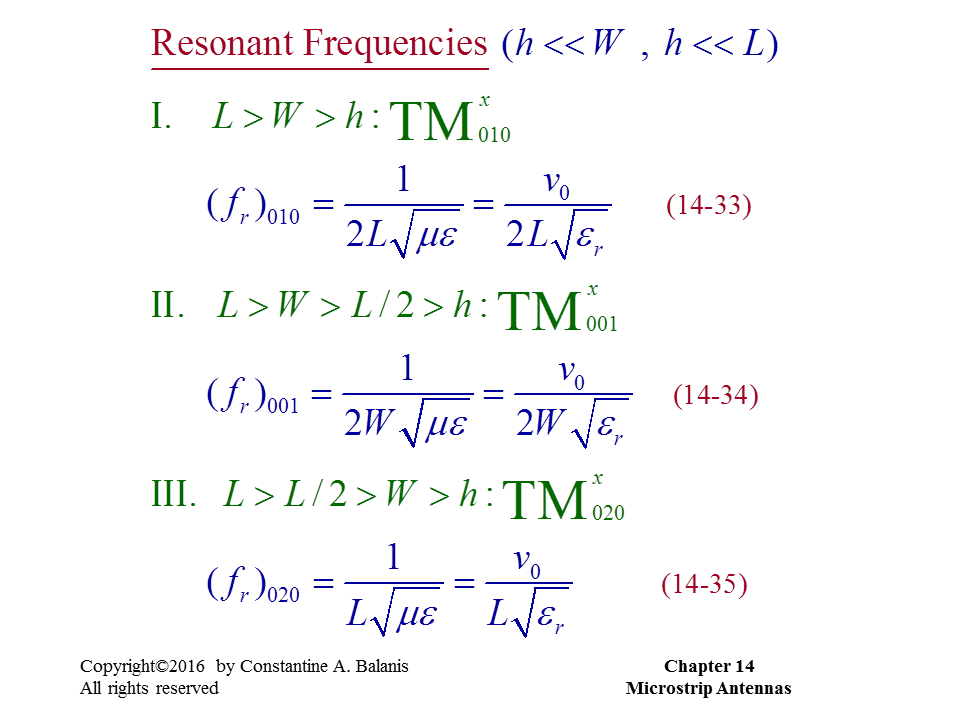 Resonant Frequencies (h << W , h << L)
I. L > W > h : TM^x_010
(f_r)_010 = 1/(2L√(με)) = v_0/(2L√(ε_r)) (14-33)
II. L > W > L / 2 > h : TM^x_001
(f_r)_001 = 1/(2W√(με)) = v_0/(2W√(ε_r)) (14-34)
III. L > L / 2 > W > h : TM^x_020
(f_r)_020 = 1/(L√(με)) = v_0/(L√(ε_r)) (14-35)
Copyright©2016 by Constantine A. Balanis
All rights reserved
Chapter 14
Microstrip Antennas